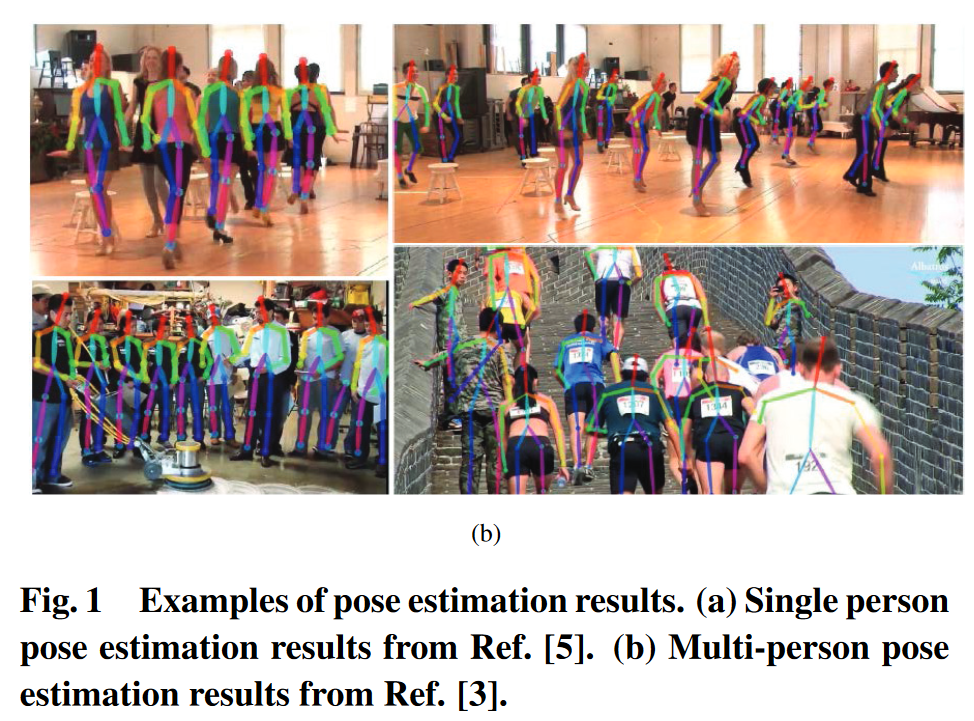 Albatros
(b)
Fig. 1 Examples of pose estimation results. (a) Single person
pose estimation results from Ref. [5]. (b) Multi-person pose
estimation results from Ref. [3].